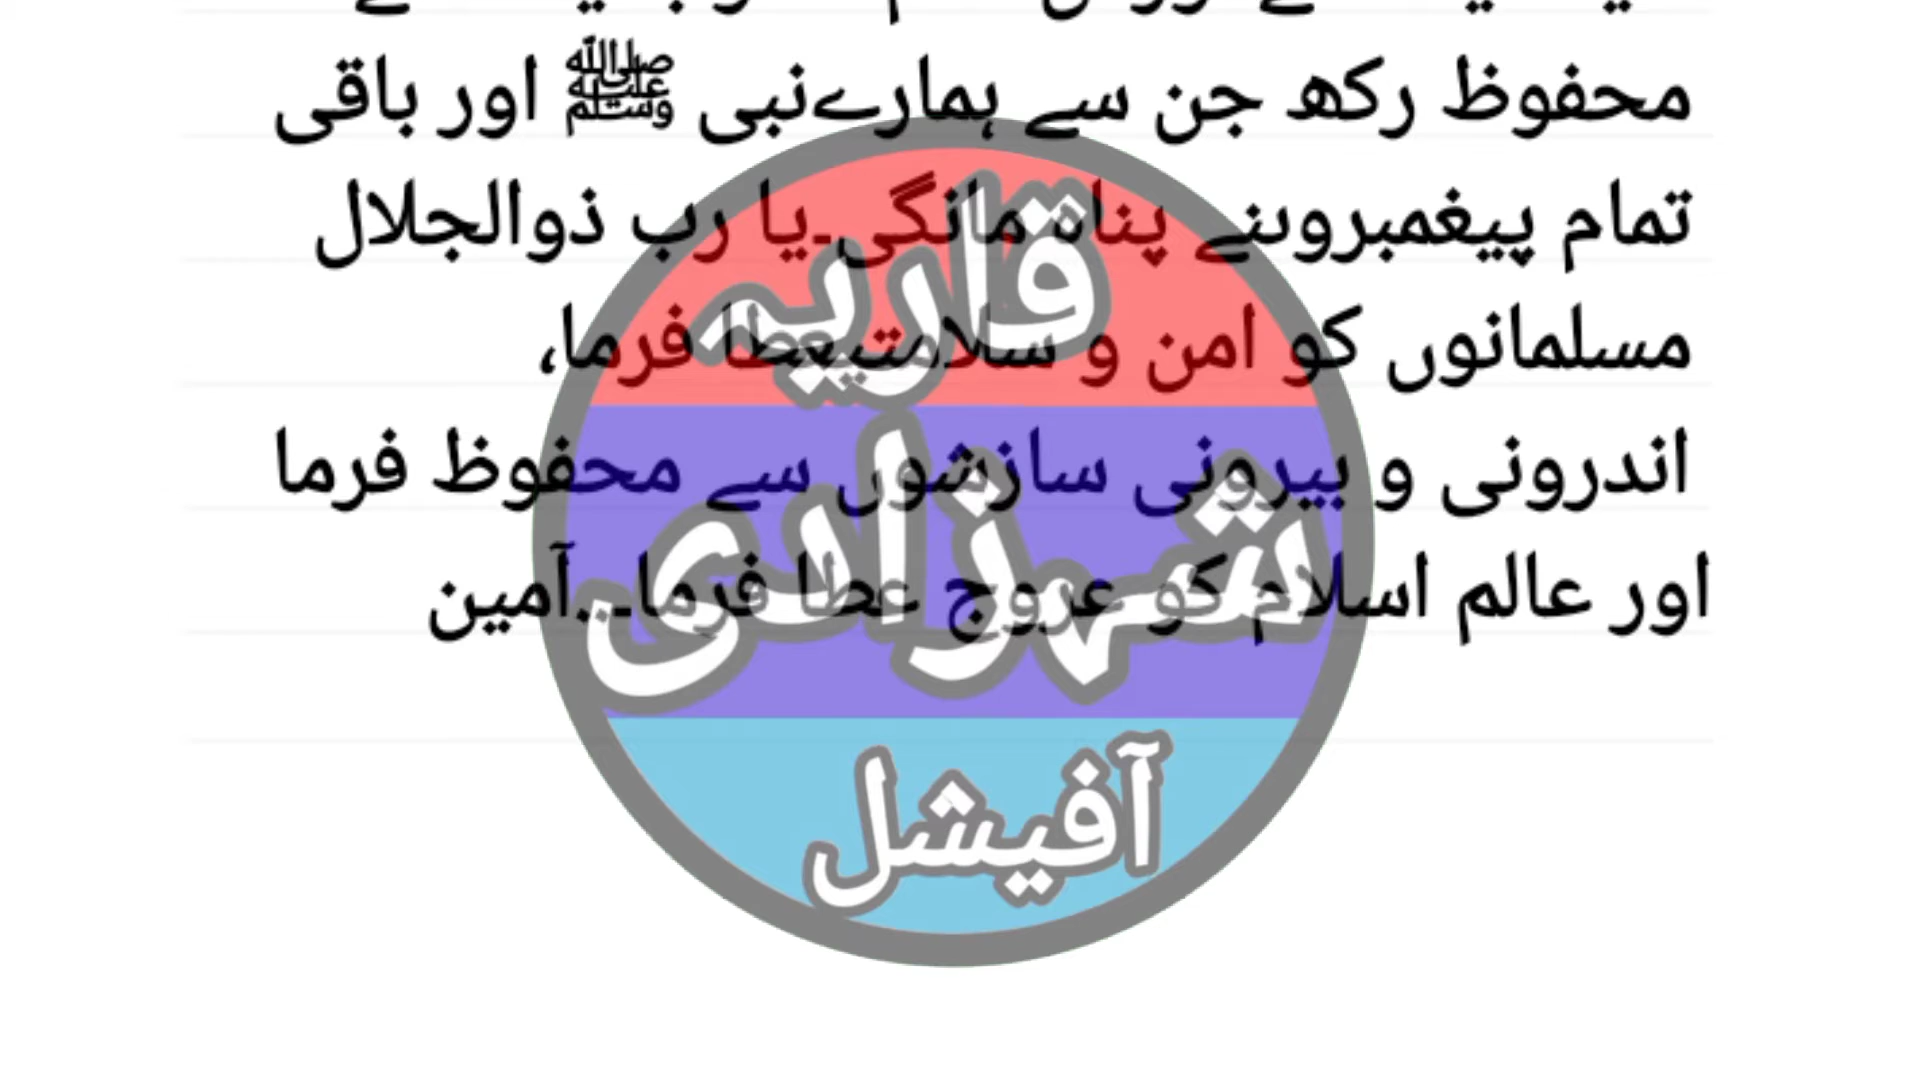 محفوظ رکھ جن سے ہمارےنبی ﷺ اور باقی
تمام پیغمبروںنے پناہ مانگی۔یا رب ذوالجلال
مسلمانوں کو امن و سلامتیعطا فرما،
اندرونی و بیرونی سازشوں سے محفوظ فرما
اور عالم اسلام کو عروج عطا فرما۔..آمین
قاریہ
شہزادی
آفیشل